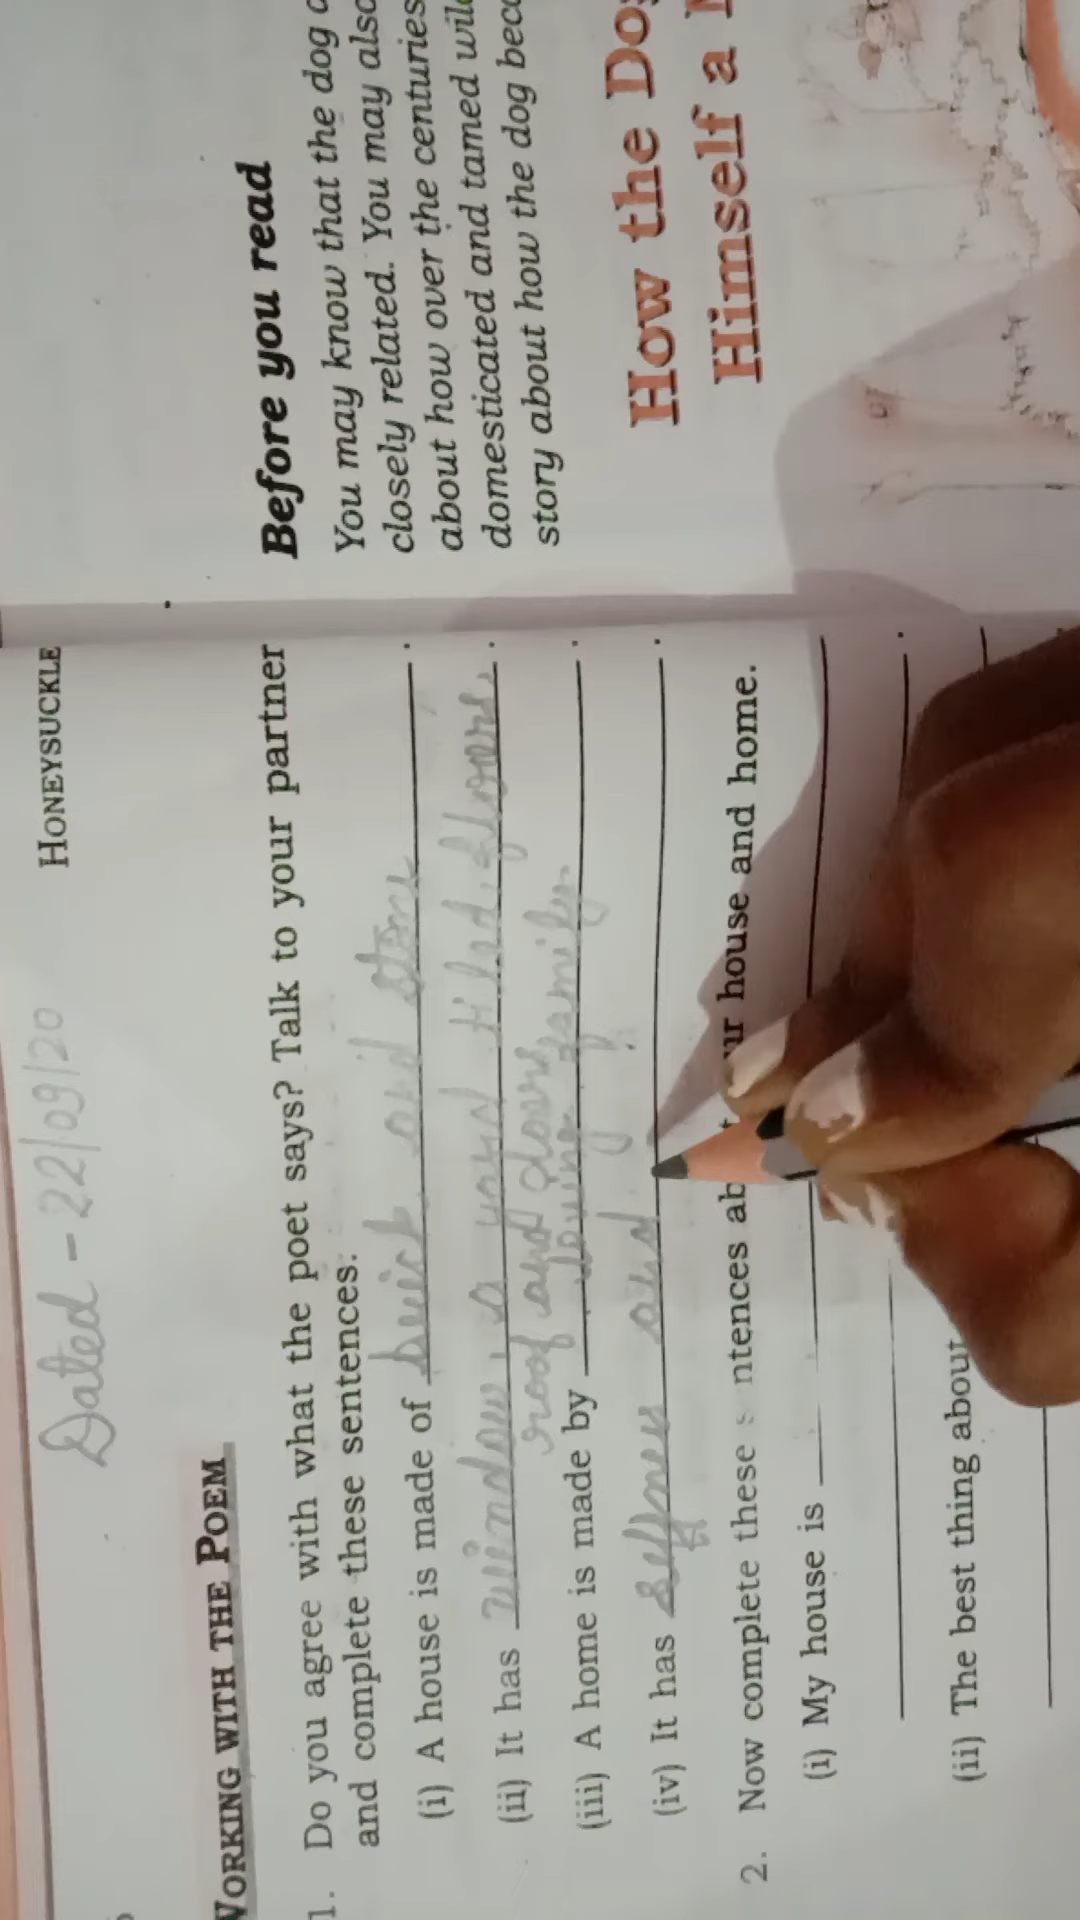 HONEYSUCKLE
Dated - 22/09/20
WORKING WITH THE POEM
1. Do you agree with what the poet says? Talk to your partner
and complete these sentences.
(i) A house is made of brick and stone.
(ii) It has window, a yard tiled floors.
roof and doors
(iii) A home is made by loving family.
(iv) It has and
2. Now complete these sentences house and home.
(i) My house is
(ii) The best thing about
Before you read
You may know that the dog
closely related. You may also
about how over the centuries
domesticated and tamed
story about how the dog
How the
Himself a